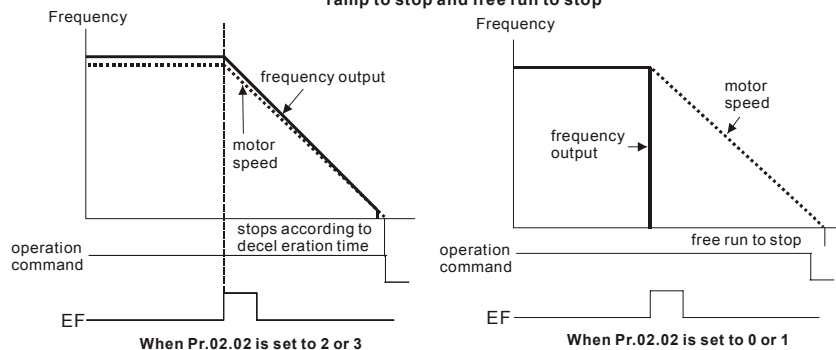 ramp to stop and free run to stop
Frequency
frequency output
motor
speed
stops according to
decel eration time
operation
command
EF
When Pr.02.02 is set to 2 or 3
Frequency
motor
speed
frequency
output
free run to stop
operation
command
EF
When Pr.02.02 is set to 0 or 1